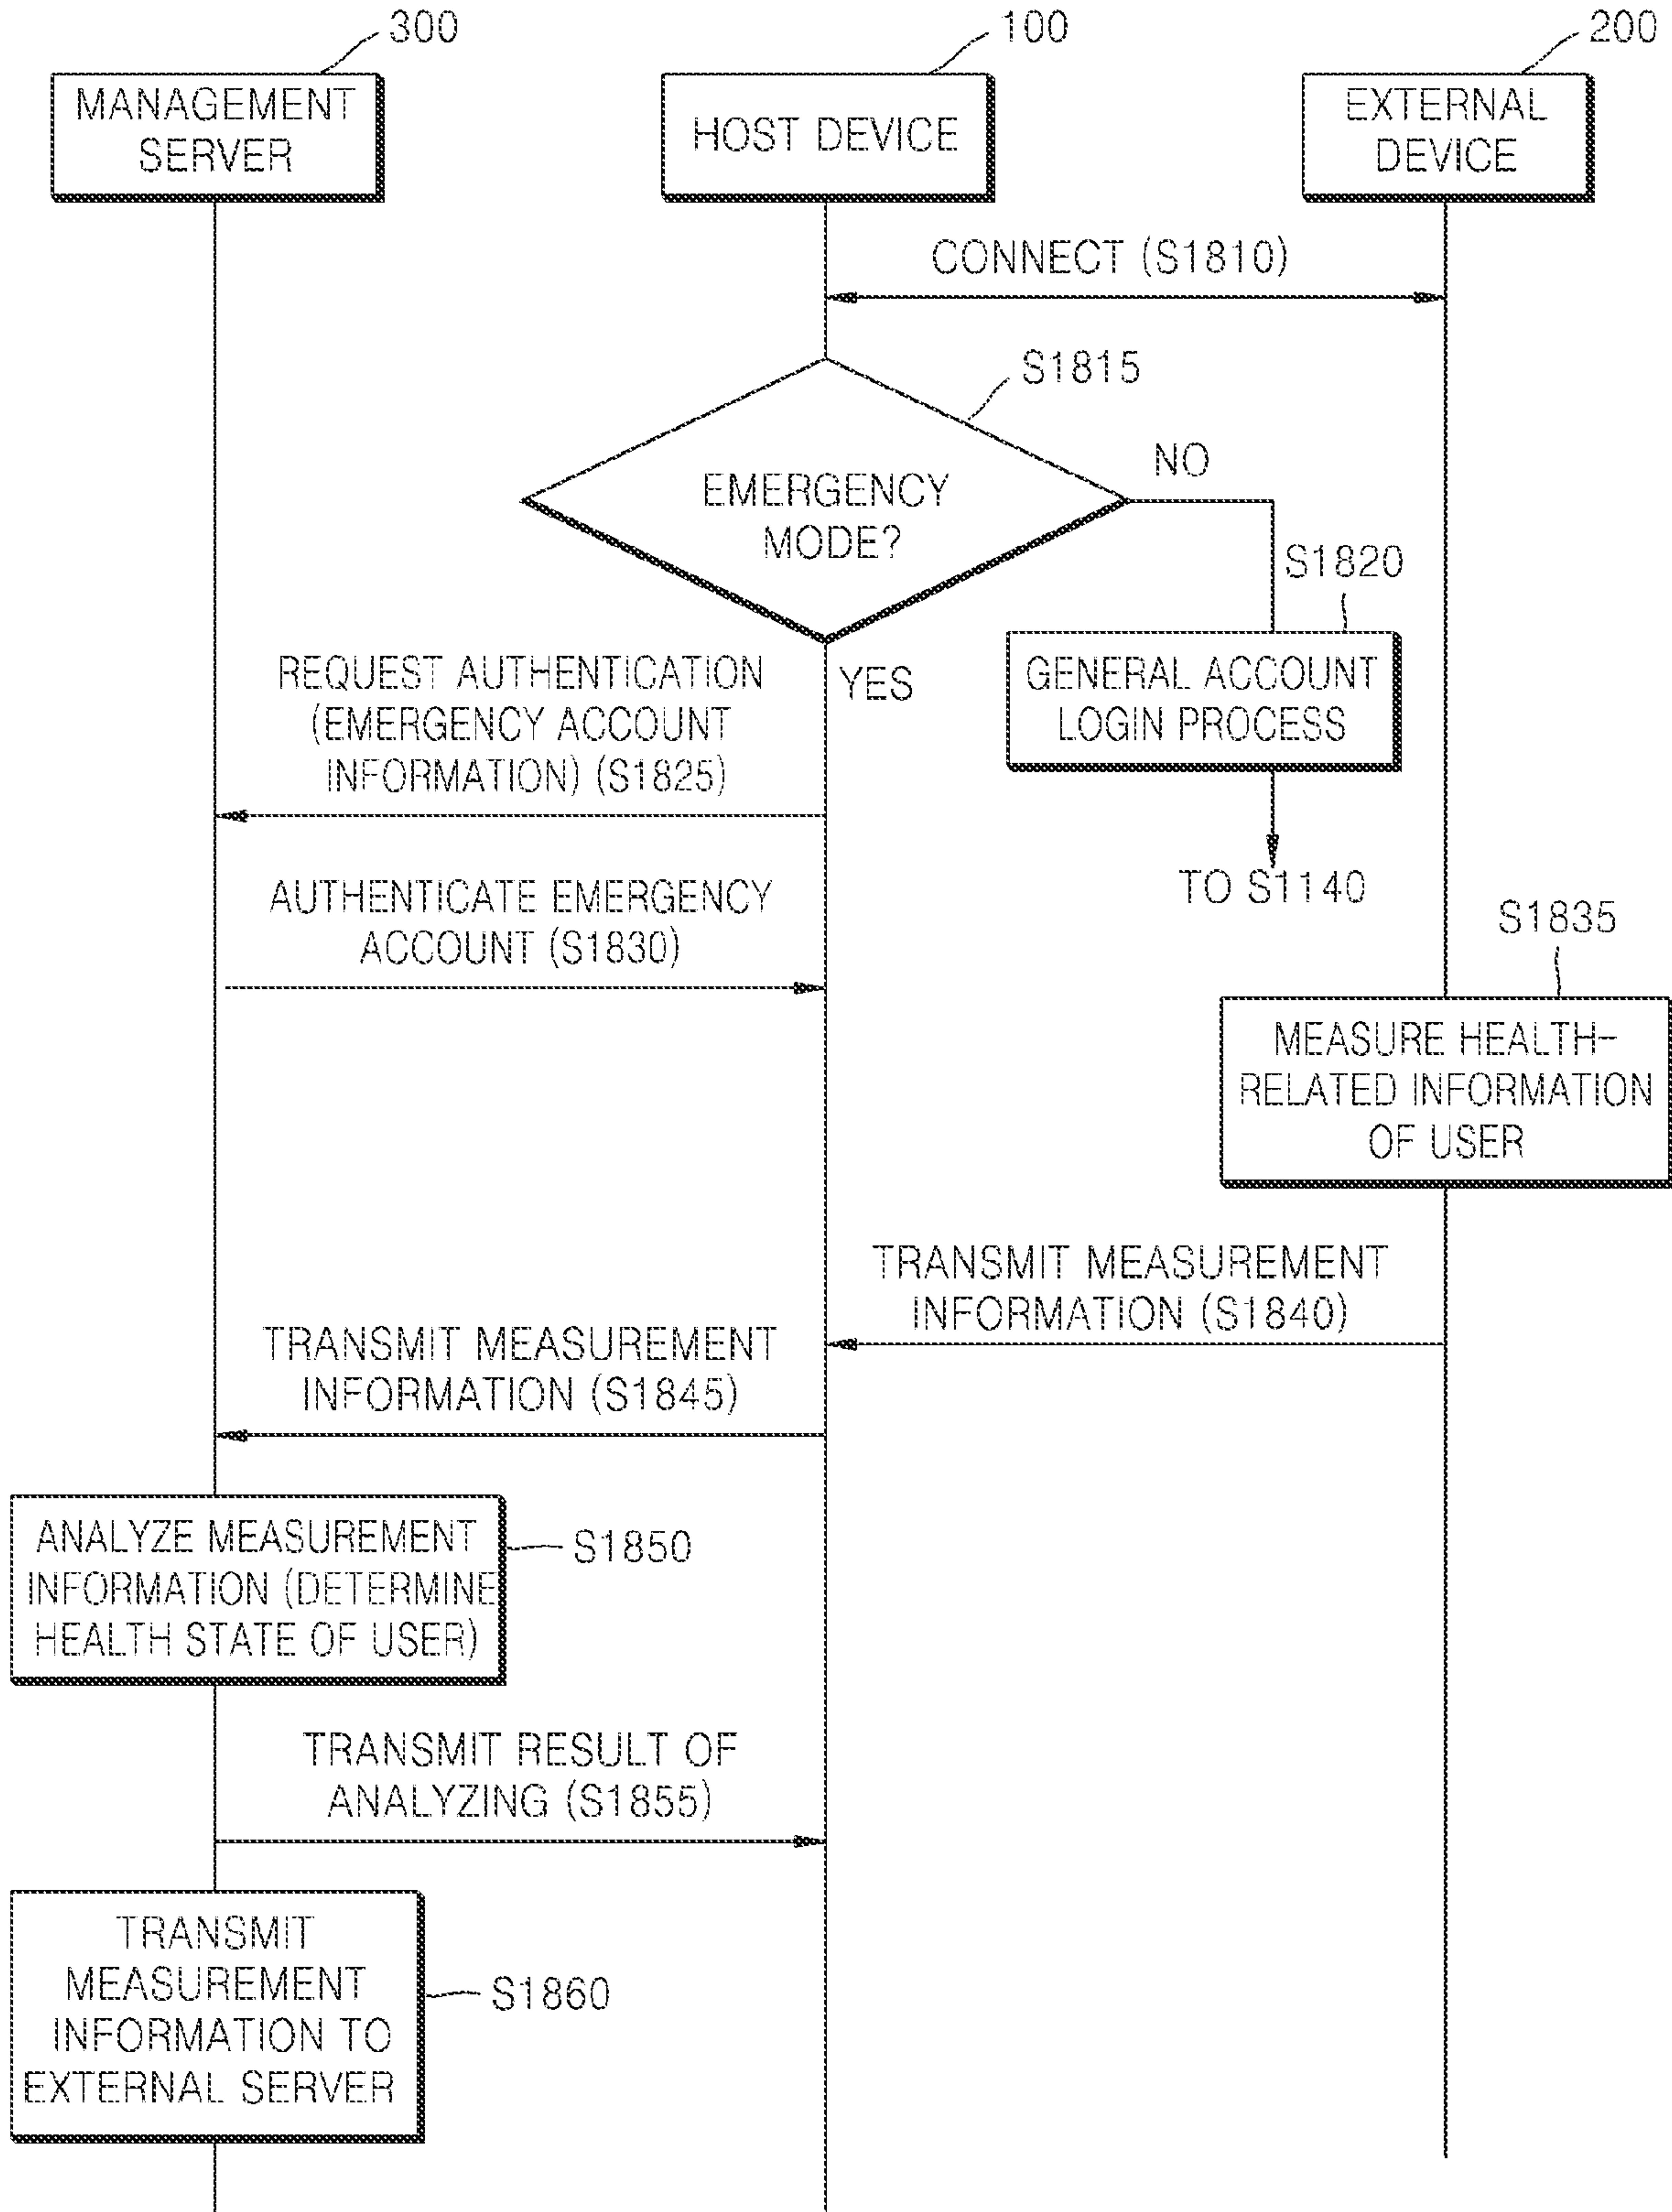 300
100
200
MANAGEMENT
SERVER
HOST DEVICE
EXTERNAL
DEVICE
CONNECT (S1810)
S1815
NO
EMERGENCY
MODE?
S1820
YES
GENERAL ACCOUNT
LOGIN PROCESS
REQUEST AUTHENTICATION
(EMERGENCY ACCOUNT
INFORMATION) (S1825)
TO S1140
AUTHENTICATE EMERGENCY
ACCOUNT (S1830)
S1835
MEASURE HEALTH-
RELATED INFORMATION
OF USER
TRANSMIT MEASUREMENT
INFORMATION (S1840)
TRANSMIT MEASUREMENT
INFORMATION (S1845)
ANALYZE MEASUREMENT
INFORMATION (DETERMINE
HEALTH STATE OF USER)
S1850
TRANSMIT RESULT OF
ANALYZING (S1855)
TRANSMIT
MEASUREMENT
INFORMATION TO
EXTERNAL SERVER
S1860